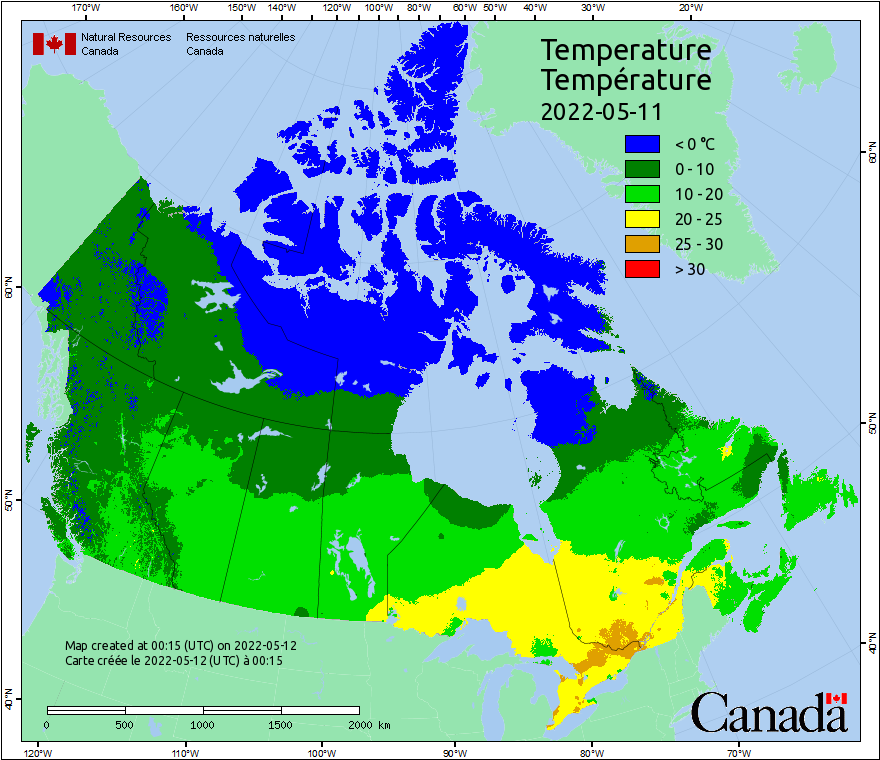 170°W 160°W 150°W 140°W 130°W 120°W 110°W 100°W 90°W 80°W 60°W 50°W 40°W 30°W 20°W
Natural Resources Ressources naturelles
Canada Canada
Temperature
Température
2022-05-11
< 0 °C
0 - 10
10 - 20
20 - 25
25 - 30
> 30
60°N
60°N
50°N
50°N
40°N
40°N
Map created at 00:15 (UTC) on 2022-05-12
Carte créée le 2022-05-12 (UTC) à 00:15
0 500 1000 1500 2000 km
Canada
120°W 110°W 100°W 90°W 80°W 70°W